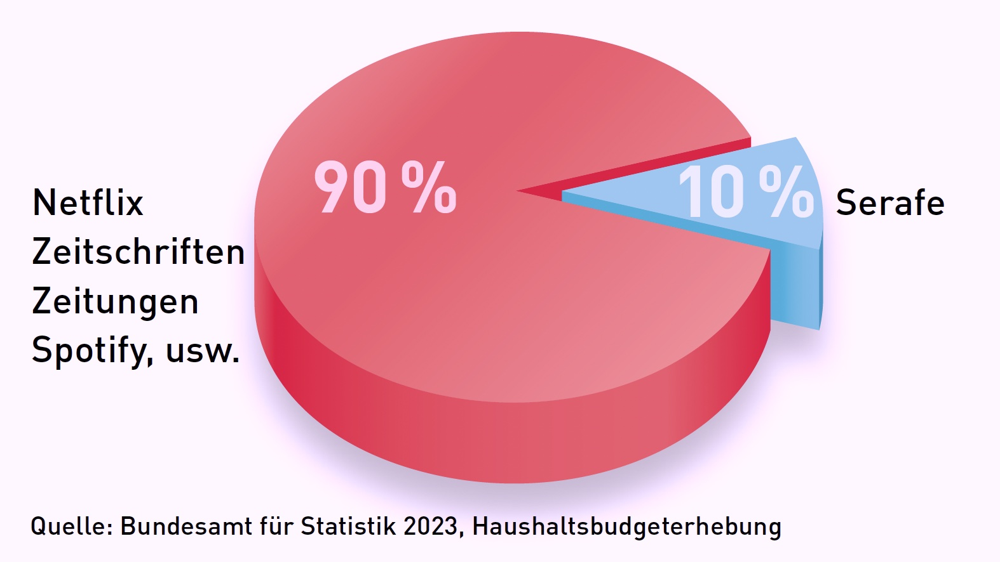 90 %
10 %
Netflix
Zeitschriften
Zeitungen
Spotify, usw.
Serafe
Quelle: Bundesamt für Statistik 2023, Haushaltsbudgeterhebung